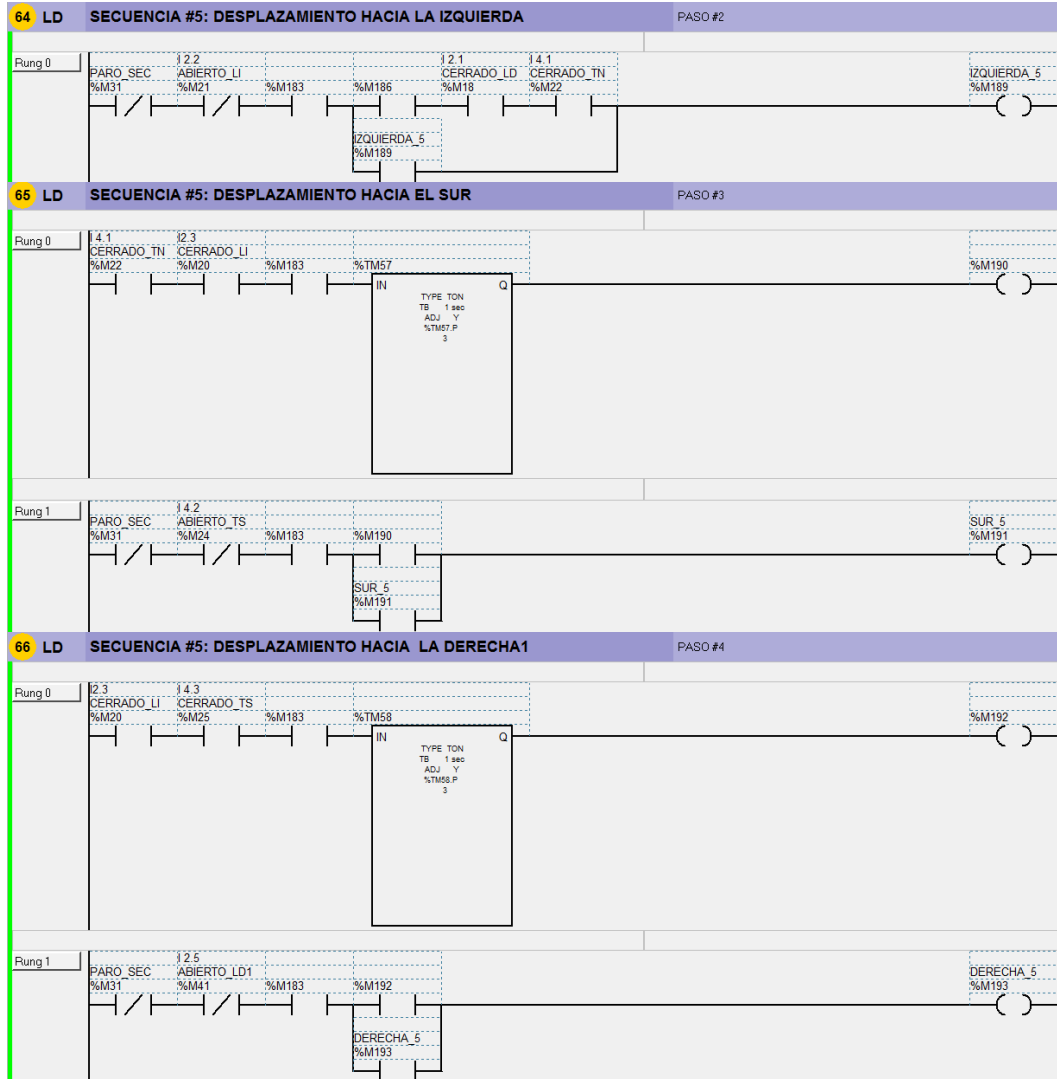 64 LD SECUENCIA #5: DESPLAZAMIENTO HACIA LA IZQUIERDA PASO #2
Rung 0
I 2.2 I 2.1 I 4.1
PARO_SEC ABIERTO_LI CERRADO_LD CERRADO_TN IZQUIERDA_5
%M31 %M21 %M183 %M186 %M18 %M22 %M189
IZQUIERDA_5
%M189
65 LD SECUENCIA #5: DESPLAZAMIENTO HACIA EL SUR PASO #3
Rung 0
I 4.1 I2.3
CERRADO_TN CERRADO_LI
%M22 %M20 %M183 %TM57 %M190
IN Q
TYPE TON
TB 1 sec
ADJ Y
%TM57.P
3
Rung 1
I 4.2
PARO_SEC ABIERTO_TS SUR_5
%M31 %M24 %M183 %M190 %M191
SUR_5
%M191
66 LD SECUENCIA #5: DESPLAZAMIENTO HACIA LA DERECHA1 PASO #4
Rung 0
I2.3 I 4.3
CERRADO_LI CERRADO_TS
%M20 %M25 %M183 %TM58 %M192
IN Q
TYPE TON
TB 1 sec
ADJ Y
%TM58.P
3
Rung 1
I 2.5
PARO_SEC ABIERTO_LD1 DERECHA_5
%M31 %M41 %M183 %M192 %M193
DERECHA_5
%M193